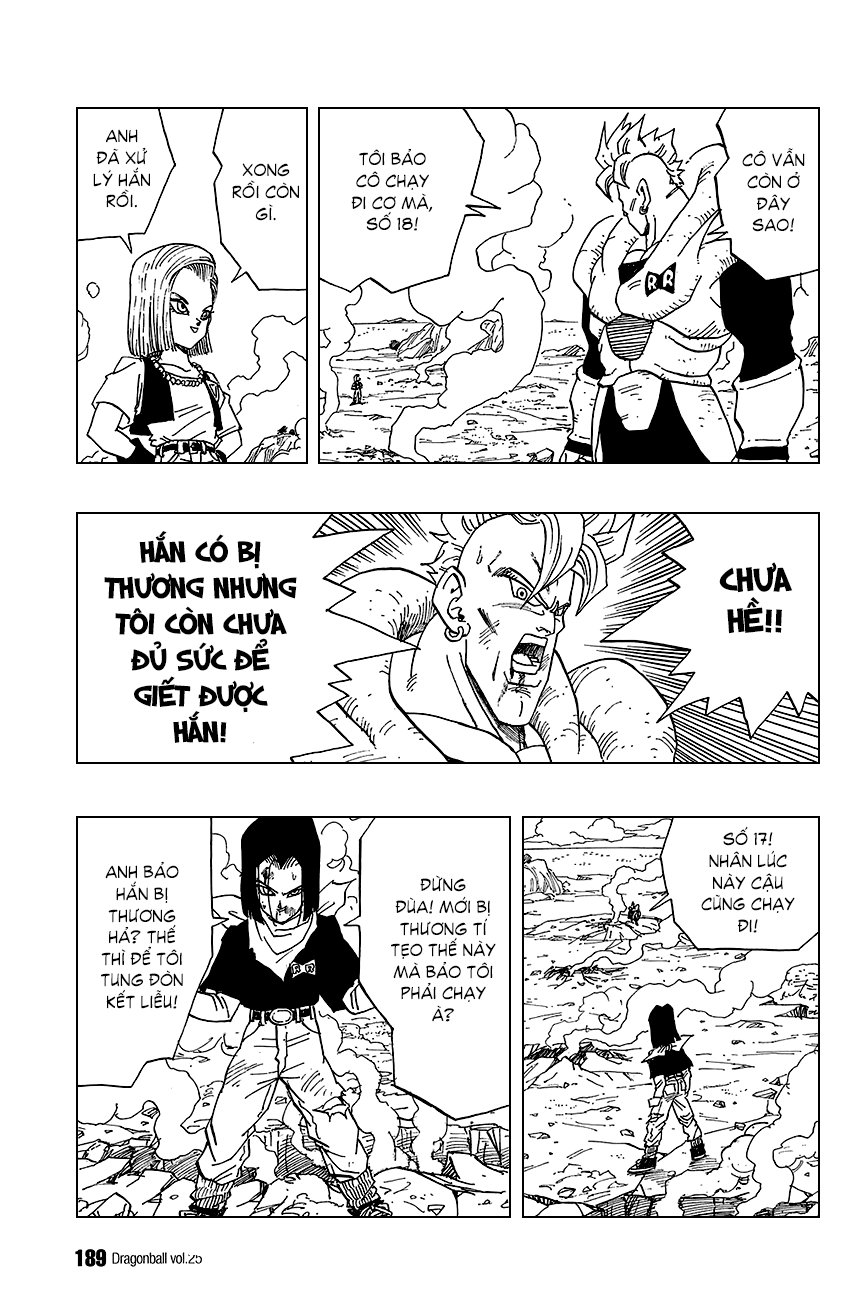 CÔ VẪN
CÒN Ở
ĐÂY
SAO!
TÔI BẢO
CÔ CHẠY
ĐI CƠ MÀ,
SỐ 18!
R R
XONG
RỒI CÒN
GÌ.
ANH
ĐÃ XỬ
LÝ HẮN
RỒI.
CHƯA
HỀ!!
HẮN CÓ BỊ
THƯƠNG NHƯNG
TÔI CÒN CHƯA
ĐỦ SỨC ĐỂ
GIẾT ĐƯỢC
HẮN!
SỐ 17!
NHÂN LÚC
NÀY CẬU
CŨNG CHẠY
ĐI!
ĐỪNG
ĐÙA! MỚI BỊ
THƯƠNG TÍ
TẸO THẾ NÀY
MÀ BẢO TÔI
PHẢI CHẠY
À?
ANH BẢO
HẮN BỊ
THƯƠNG
HẢ? THẾ
THÌ ĐỂ TÔI
TUNG ĐÒN
KẾT LIỄU!
R R
189 Dragonball vol.25